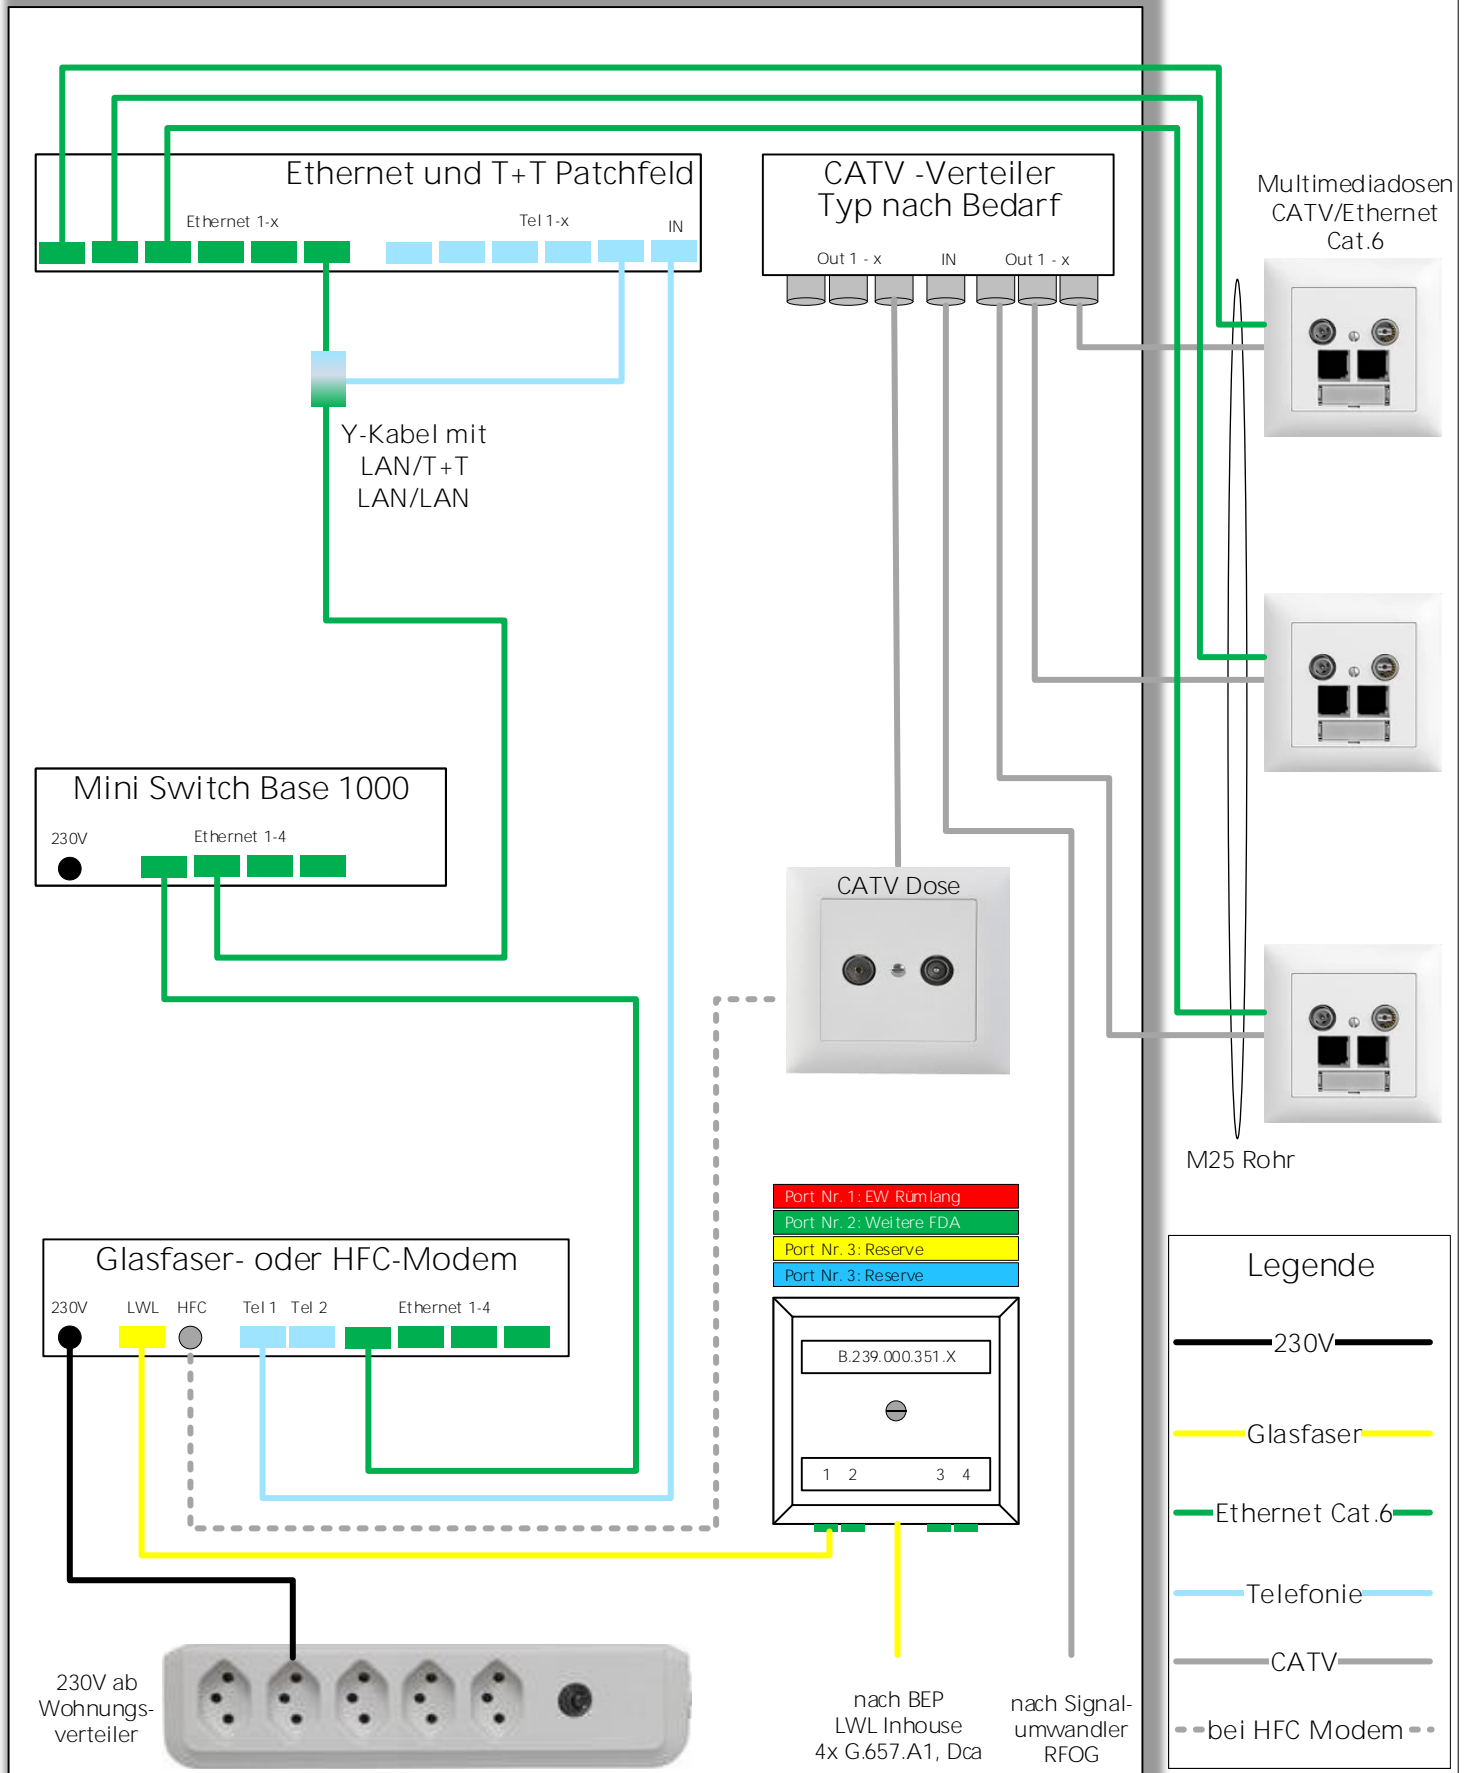 Ethernet und T+T Patchfeld
Ethernet 1-x
Tel 1-x
IN
CATV -Verteiler
Typ nach Bedarf
Out 1 - x
IN
Out 1 - x
Multimediadosen
CATV/Ethernet
Cat.6
Y-Kabel mit
LAN/T+T
LAN/LAN
Mini Switch Base 1000
230V
Ethernet 1-4
CATV Dose
M25 Rohr
Port Nr. 1: EW Rümlang
Port Nr. 2: Weitere FDA
Port Nr. 3: Reserve
Port Nr. 3: Reserve
Glasfaser- oder HFC-Modem
230V
LWL
HFC
Tel 1
Tel 2
Ethernet 1-4
B.239.000.351.X
1 2 3 4
230V ab
Wohnungs-
verteiler
nach BEP
LWL Inhouse
4x G.657.A1, Dca
nach Signal-
umwandler
RFOG
Legende
230V
Glasfaser
Ethernet Cat.6
Telefonie
CATV
bei HFC Modem